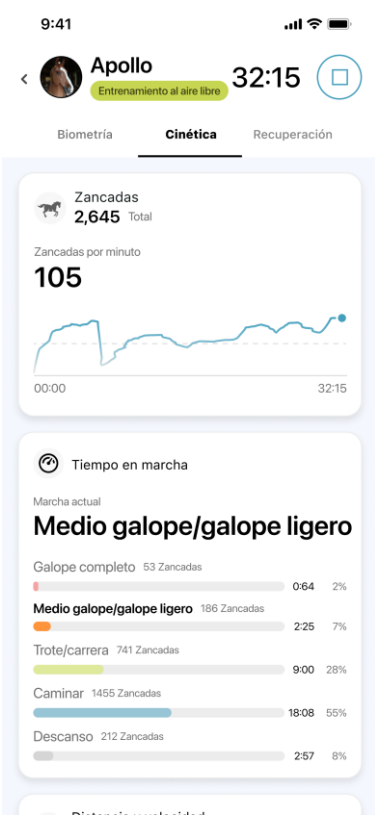 9:41
Apollo
Entrenamiento al aire libre
32:15
Biometría Cinética Recuperación
Zancadas
2,645 Total
Zancadas por minuto
105
00:00 32:15
Tiempo en marcha
Marcha actual
Medio galope/galope ligero
Galope completo 53 Zancadas
0:64 2%
Medio galope/galope ligero 186 Zancadas
2:25 7%
Trote/carrera 741 Zancadas
9:00 28%
Caminar 1455 Zancadas
18:08 55%
Descanso 212 Zancadas
2:57 8%
Distancia y velocidad